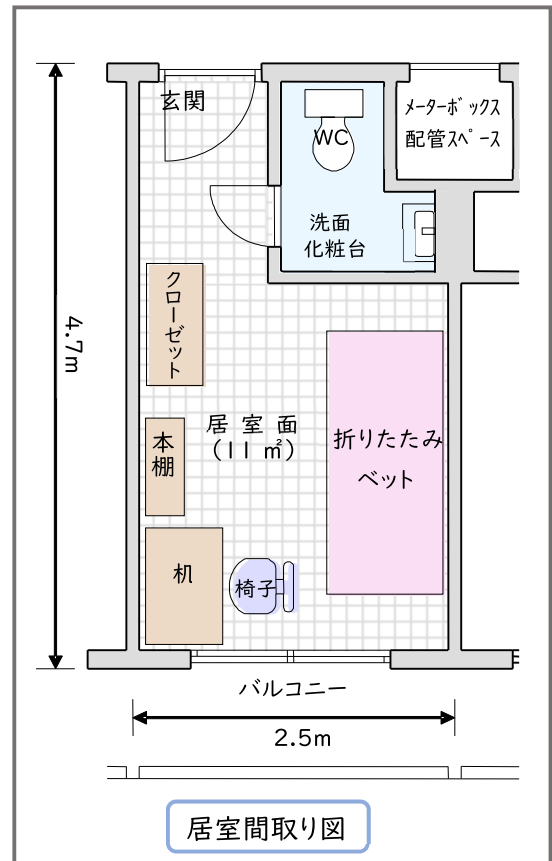 玄関
WC
メーターボックス
配管スペース
洗面
化粧台
クローゼット
4.7m
居室面
(11 ㎡)
本棚
折りたたみ
ベット
机
椅子
バルコニー
2.5m
居室間取り図